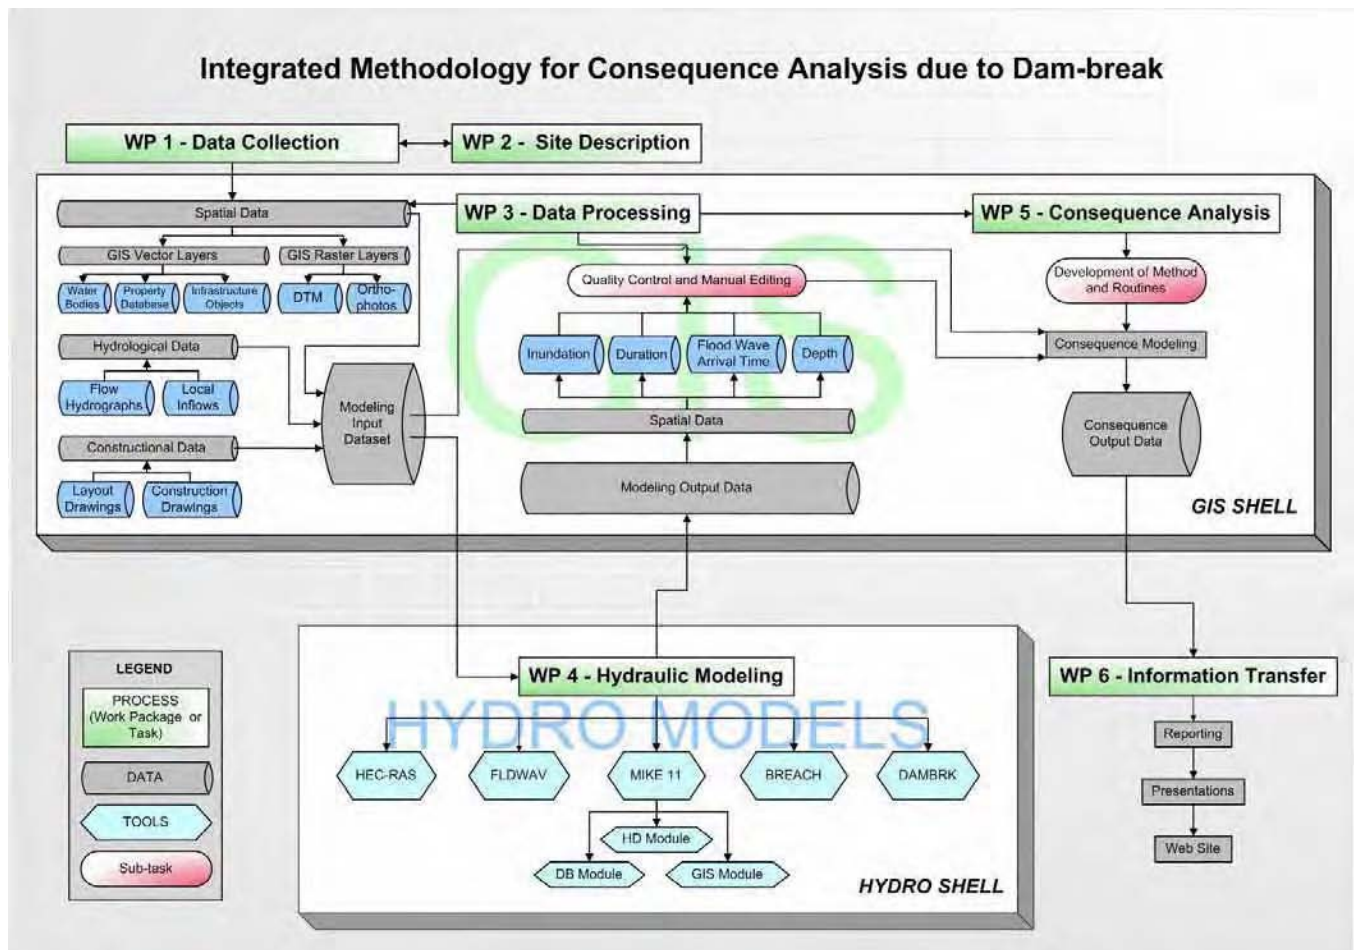 Integrated Methodology for Consequence Analysis due to Dam-break
WP 1 - Data Collection
WP 2 - Site Description
Spatial Data
WP 3 - Data Processing
WP 5 - Consequence Analysis
GIS Vector Layers
GIS Raster Layers
Water
Bodies
Property
Database
Infrastructure
Objects
DTM
Ortho-
photos
Quality Control and Manual Editing
Development of Method
and Routines
GIS
Hydrological Data
Flow
Hydrographs
Local
Inflows
Inundation
Duration
Flood Wave
Arrival Time
Depth
Consequence Modeling
Modeling
Input
Dataset
Spatial Data
Constructional Data
Layout
Drawings
Construction
Drawings
Modeling Output Data
Consequence
Output Data
GIS SHELL
LEGEND
PROCESS
(Work Package or
Task)
DATA
TOOLS
Sub-task
WP 4 - Hydraulic Modeling
HYDRO MODELS
HEC-RAS
FLDWAV
MIKE 11
BREACH
DAMBRK
HD Module
DB Module
GIS Module
HYDRO SHELL
WP 6 - Information Transfer
Reporting
Presentations
Web Site